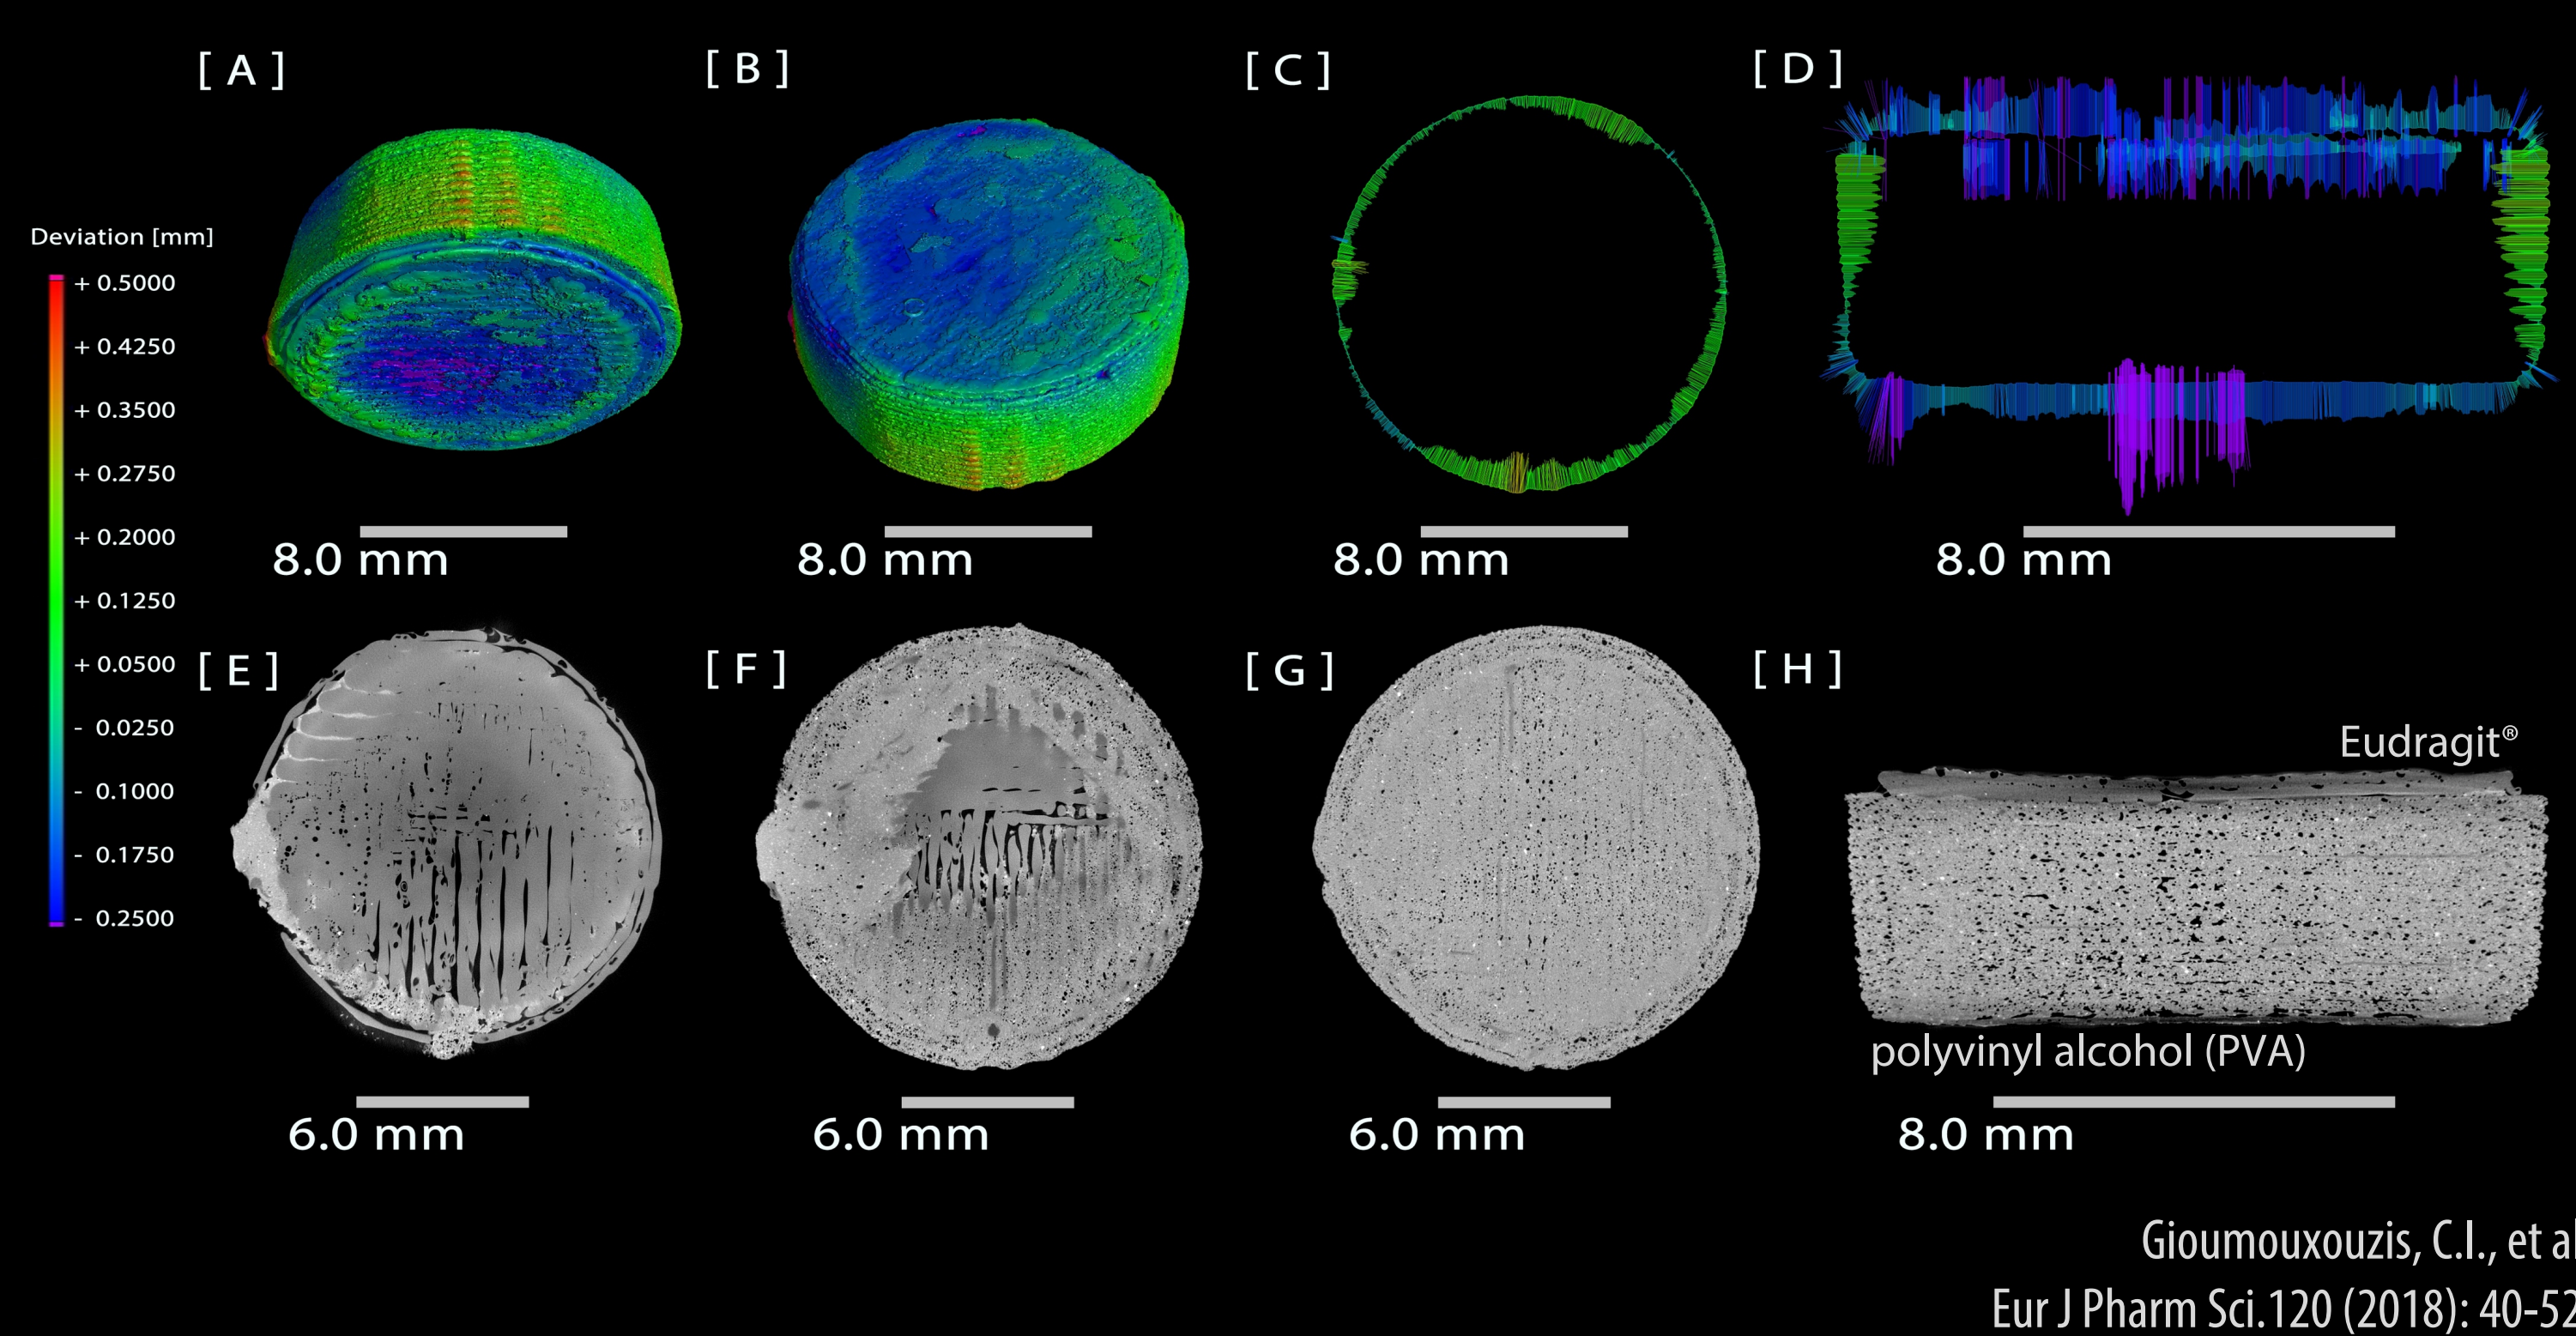 [ A ]
[ B ]
[ C ]
[ D ]
Deviation [mm]
+ 0.5000
+ 0.4250
+ 0.3500
+ 0.2750
+ 0.2000
+ 0.1250
+ 0.0500
- 0.0250
- 0.1000
- 0.1750
- 0.2500
8.0 mm
8.0 mm
8.0 mm
8.0 mm
[ E ]
[ F ]
[ G ]
[ H ]
Eudragit®
polyvinyl alcohol (PVA)
6.0 mm
6.0 mm
6.0 mm
8.0 mm
Gioumouxouzis, C.I., et al
Eur J Pharm Sci.120 (2018): 40-52